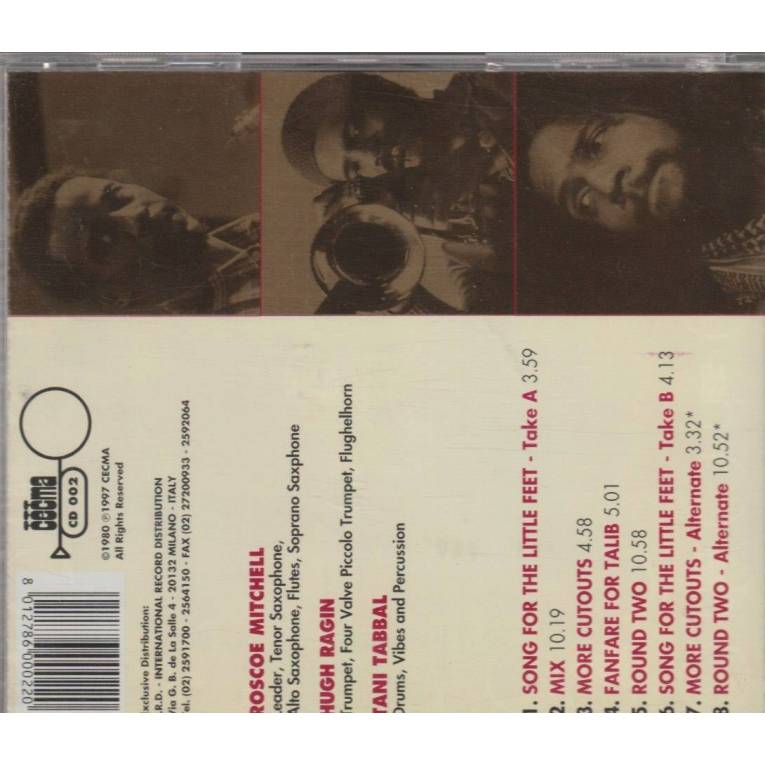 cecma
CD 002
©1980 ℗1997 CECMA
All Rights Reserved
8 012786 000220
xclusive Distribution:
.R.D. - INTERNATIONAL RECORD DISTRIBUTION
Via G. B. de La Salle 4 - 20132 MILANO - ITALY
Tel. (02) 2591700 - 2564150 - FAX (02) 27200933 - 2592064
ROSCOE MITCHELL
eader, Tenor Saxophone,
Alto Saxophone, Flutes, Soprano Saxphone
HUGH RAGIN
Trumpet, Four Valve Piccolo Trumpet, Flughelhorn
TANI TABBAL
Drums, Vibes and Percussion
1. SONG FOR THE LITTLE FEET - Take A 3.59
2. MIX 10.19
3. MORE CUTOUTS 4.58
4. FANFARE FOR TALIB 5.01
5. ROUND TWO 10.58
6. SONG FOR THE LITTLE FEET - Take B 4.13
7. MORE CUTOUTS - Alternate 3.32*
8. ROUND TWO - Alternate 10.52*